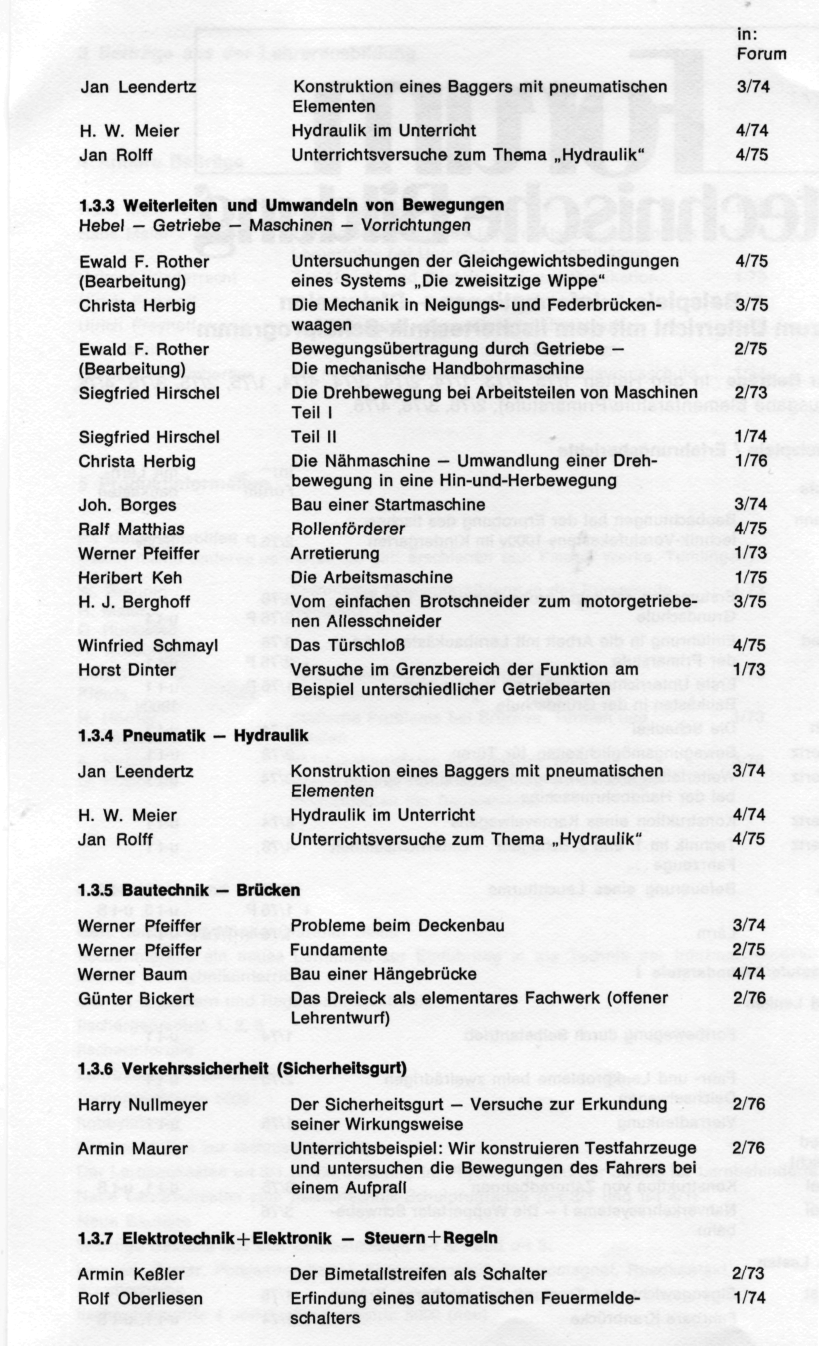 in:
Forum
Jan Leendertz Konstruktion eines Baggers mit pneumatischen 3/74
Elementen
H. W. Meier Hydraulik im Unterricht 4/74
Jan Rolff Unterrichtsversuche zum Thema „Hydraulik“ 4/75
1.3.3 Weiterleiten und Umwandeln von Bewegungen
Hebel — Getriebe — Maschinen — Vorrichtungen
Ewald F. Rother Untersuchungen der Gleichgewichtsbedingungen 4/75
(Bearbeitung) eines Systems „Die zweisitzige Wippe“
Christa Herbig Die Mechanik in Neigungs- und Federbrücken- 3/75
waagen
Ewald F. Rother Bewegungsübertragung durch Getriebe — 2/75
(Bearbeitung) Die mechanische Handbohrmaschine
Siegfried Hirschel Die Drehbewegung bei Arbeitsteilen von Maschinen 2/73
Teil I
Siegfried Hirschel Teil II 1/74
Christa Herbig Die Nähmaschine — Umwandlung einer Dreh- 1/76
bewegung in eine Hin-und-Herbewegung
Joh. Borges Bau einer Startmaschine 3/74
Ralf Matthias Rollenförderer 4/75
Werner Pfeiffer Arretierung 1/73
Heribert Keh Die Arbeitsmaschine 1/75
H. J. Berghoff Vom einfachen Brotschneider zum motorgetriebe- 3/75
nen Allesschneider
Winfried Schmayl Das Türschloß 4/75
Horst Dinter Versuche im Grenzbereich der Funktion am 1/73
Beispiel unterschiedlicher Getriebearten
1.3.4 Pneumatik — Hydraulik
Jan Leendertz Konstruktion eines Baggers mit pneumatischen 3/74
Elementen
H. W. Meier Hydraulik im Unterricht 4/74
Jan Rolff Unterrichtsversuche zum Thema „Hydraulik“ 4/75
1.3.5 Bautechnik — Brücken
Werner Pfeiffer Probleme beim Deckenbau 3/74
Werner Pfeiffer Fundamente 2/75
Werner Baum Bau einer Hängebrücke 4/74
Günter Bickert Das Dreieck als elementares Fachwerk (offener 2/76
Lehrentwurf)
1.3.6 Verkehrssicherheit (Sicherheitsgurt)
Harry Nullmeyer Der Sicherheitsgurt — Versuche zur Erkundung 2/76
seiner Wirkungsweise
Armin Maurer Unterrichtsbeispiel: Wir konstruieren Testfahrzeuge 2/76
und untersuchen die Bewegungen des Fahrers bei
einem Aufprall
1.3.7 Elektrotechnik+Elektronik — Steuern+Regeln
Armin Keßler Der Bimetallstreifen als Schalter 2/73
Rolf Oberliesen Erfindung eines automatischen Feuermelde- 1/74
schalters